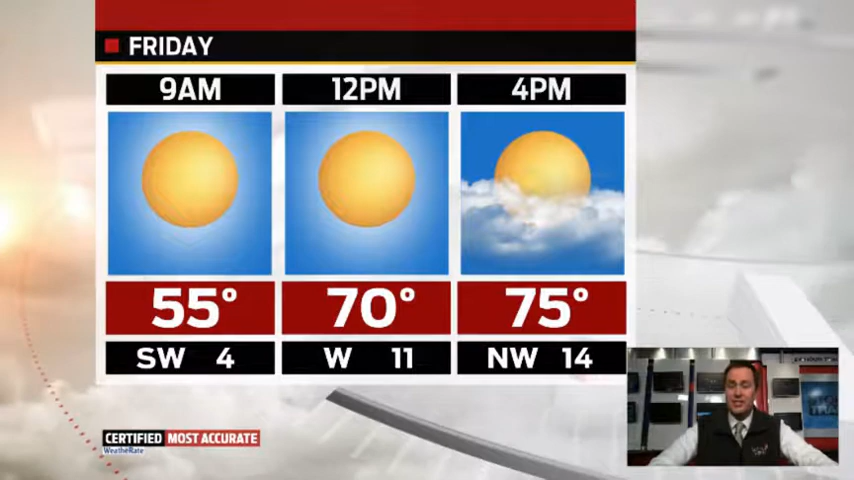 FRIDAY
9AM 12PM 4PM
55° 70° 75°
SW 4 W 11 NW 14
CERTIFIED MOST ACCURATE
WeatheRate